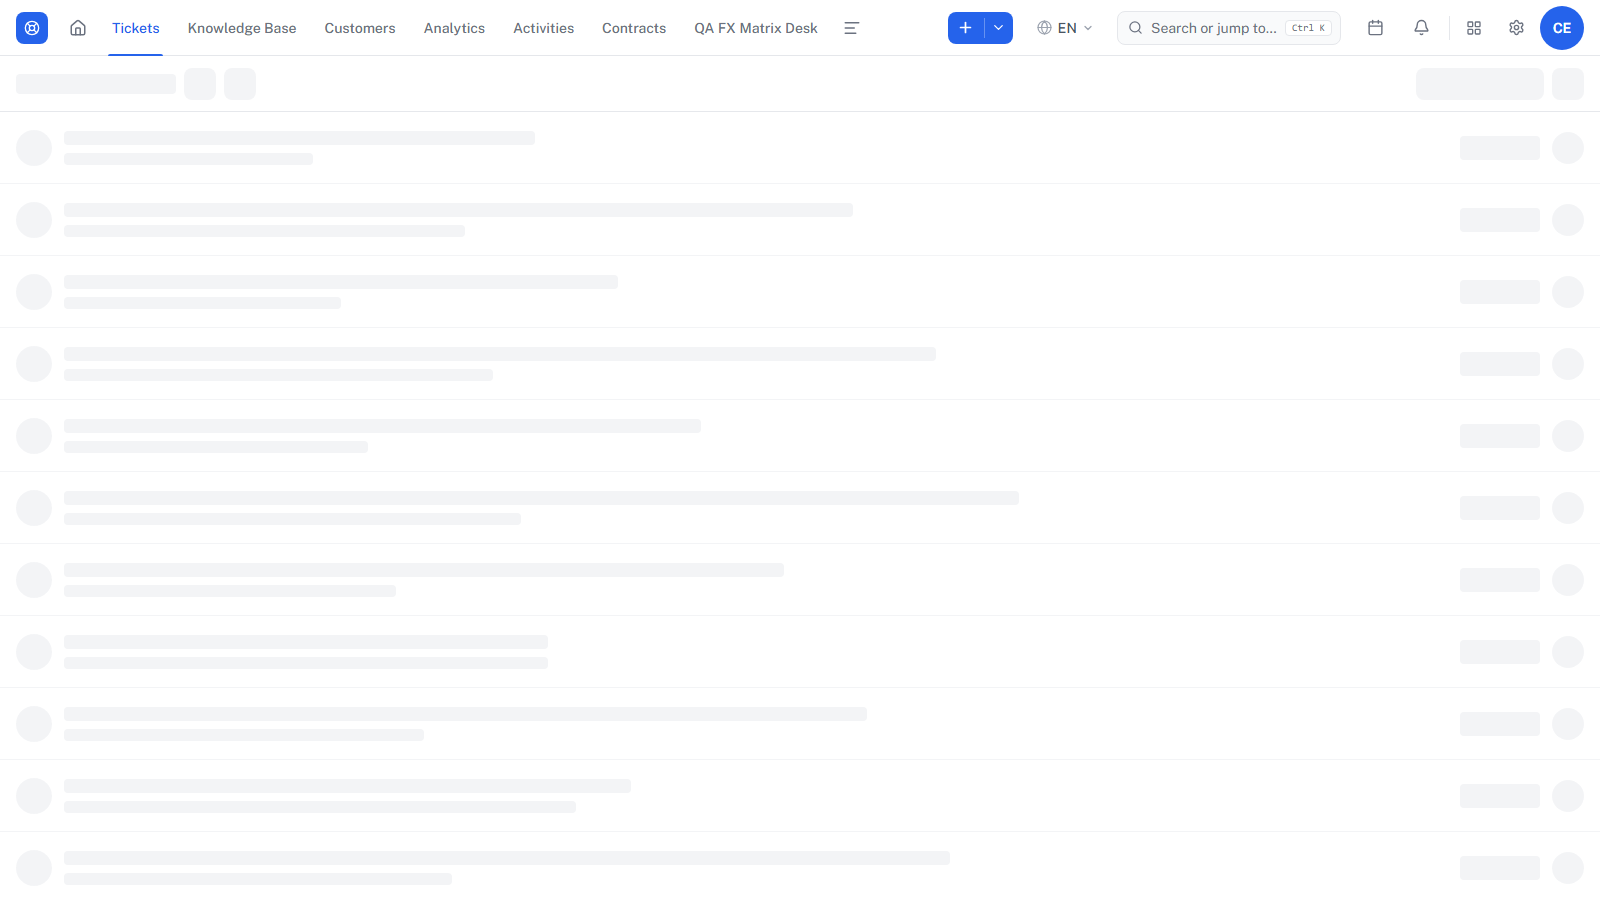 Tickets Knowledge Base Customers Analytics Activities Contracts QA FX Matrix Desk EN Search or jump to... Ctrl K CE